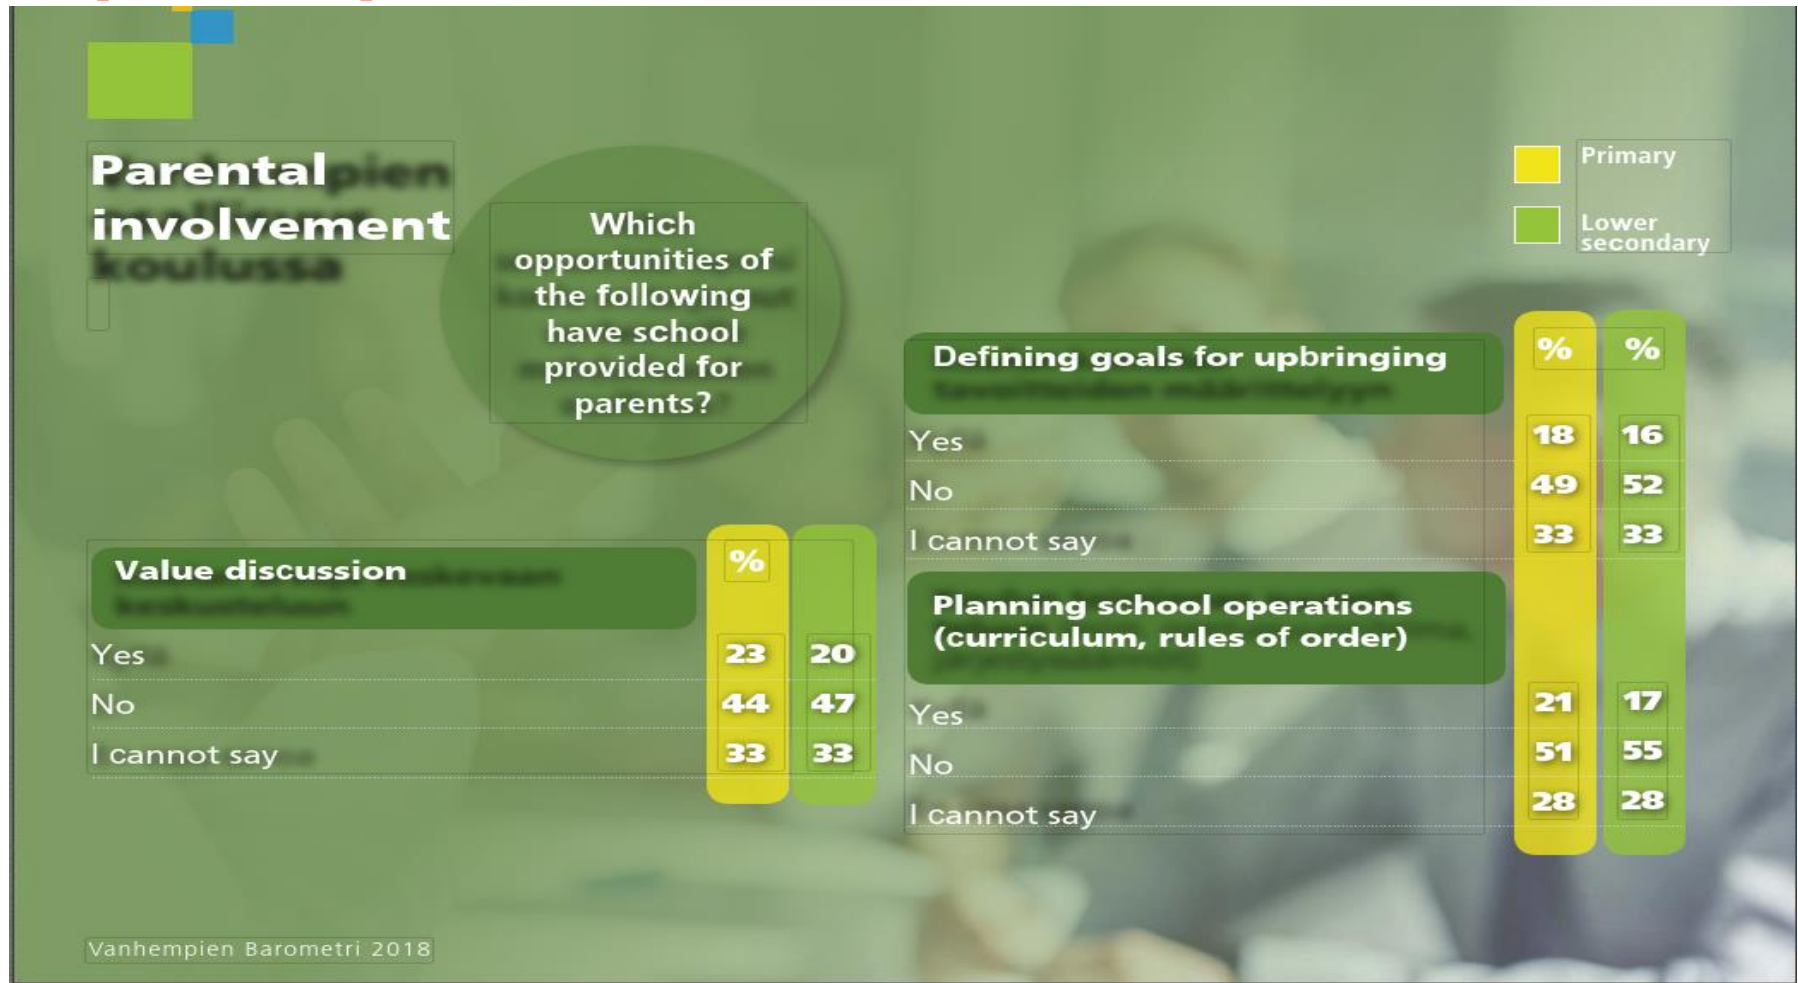 Parental
involvement
koulussa
Which
opportunities of
the following
have school
provided for
parents?
Primary
Lower
secondary
Value discussion %
Yes 23 20
No 44 47
I cannot say 33 33
Defining goals for upbringing % %
Yes 18 16
No 49 52
I cannot say 33 33
Planning school operations
(curriculum, rules of order)
Yes 21 17
No 51 55
I cannot say 28 28
Vanhempien Barometri 2018